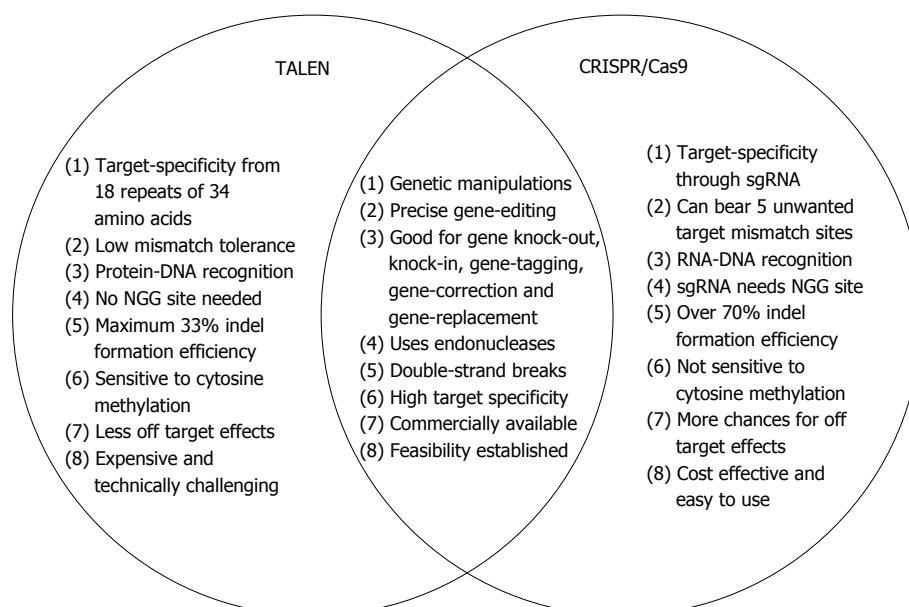 TALEN
(1) Target-specificity from
18 repeats of 34
amino acids
(2) Low mismatch tolerance
(3) Protein-DNA recognition
(4) No NGG site needed
(5) Maximum 33% indel
formation efficiency
(6) Sensitive to cytosine
methylation
(7) Less off target effects
(8) Expensive and
technically challenging
(1) Genetic manipulations
(2) Precise gene-editing
(3) Good for gene knock-out,
knock-in, gene-tagging,
gene-correction and
gene-replacement
(4) Uses endonucleases
(5) Double-strand breaks
(6) High target specificity
(7) Commercially available
(8) Feasibility established
CRISPR/Cas9
(1) Target-specificity
through sgRNA
(2) Can bear 5 unwanted
target mismatch sites
(3) RNA-DNA recognition
(4) sgRNA needs NGG site
(5) Over 70% indel
formation efficiency
(6) Not sensitive to
cytosine methylation
(7) More chances for off
target effects
(8) Cost effective and
easy to use